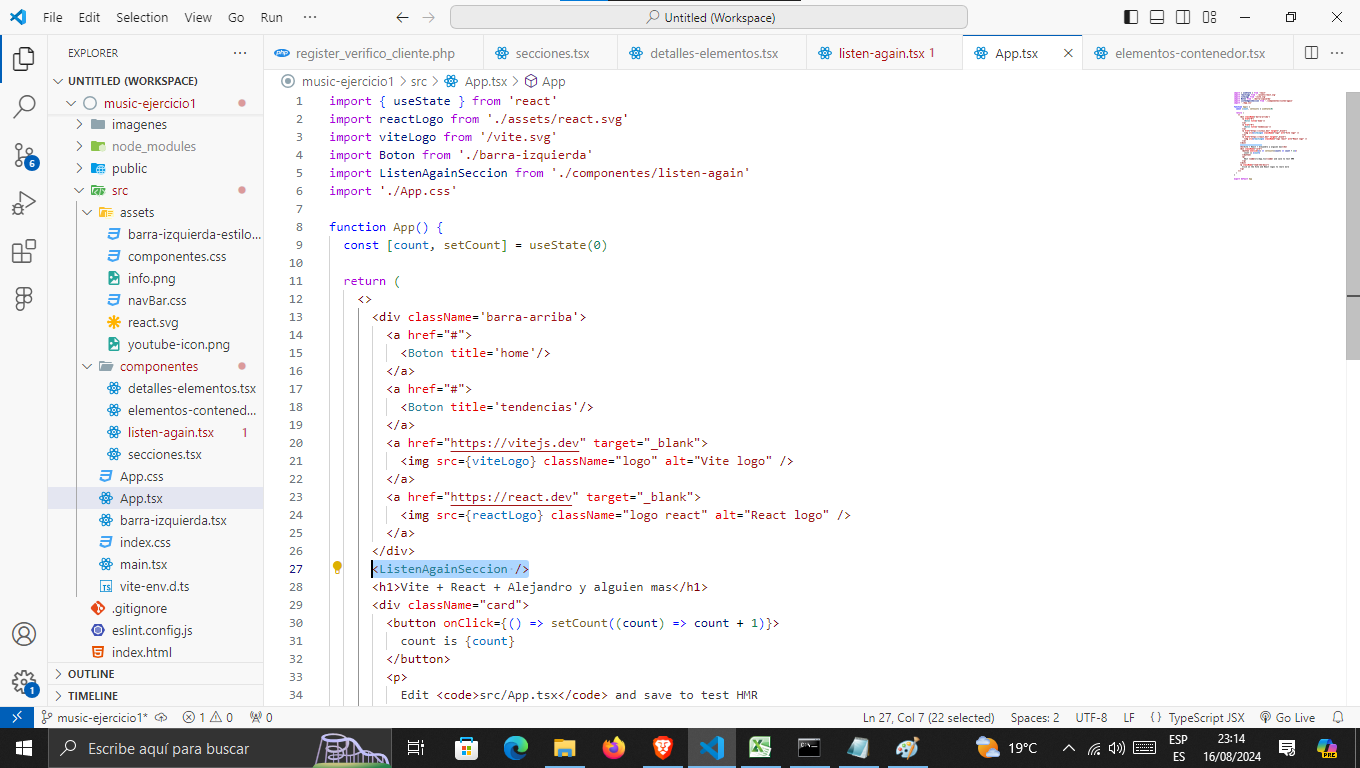 File Edit Selection View Go Run ··· Untitled (Workspace)
EXPLORER ···
UNTITLED (WORKSPACE)
music-ejercicio1
imagenes
node_modules
public
src
assets
barra-izquierda-estilo...
componentes.css
info.png
navBar.css
react.svg
youtube-icon.png
componentes
detalles-elementos.tsx
elementos-contened...
listen-again.tsx 1
secciones.tsx
App.css
App.tsx
barra-izquierda.tsx
index.css
main.tsx
vite-env.d.ts
.gitignore
eslint.config.js
index.html
OUTLINE
TIMELINE
6
1
register_verifico_cliente.php secciones.tsx detalles-elementos.tsx listen-again.tsx 1 App.tsx elementos-contenedor.tsx ···
music-ejercicio1 > src > App.tsx > App
1 import { useState } from 'react'
2 import reactLogo from './assets/react.svg'
3 import viteLogo from '/vite.svg'
4 import Boton from './barra-izquierda'
5 import ListenAgainSeccion from './componentes/listen-again'
6 import './App.css'
7
8 function App() {
9 const [count, setCount] = useState(0)
10
11 return (
12 <>
13 <div className='barra-arriba'>
14 <a href="#">
15 <Boton title='home'/>
16 </a>
17 <a href="#">
18 <Boton title='tendencias'/>
19 </a>
20 <a href="https://vitejs.dev" target="_blank">
21 <img src={viteLogo} className="logo" alt="Vite logo" />
22 </a>
23 <a href="https://react.dev" target="_blank">
24 <img src={reactLogo} className="logo react" alt="React logo" />
25 </a>
26 </div>
27 <ListenAgainSeccion·/>
28 <h1>Vite + React + Alejandro y alguien mas</h1>
29 <div className="card">
30 <button onClick={() => setCount((count) => count + 1)}>
31 count is {count}
32 </button>
33 <p>
34 Edit <code>src/App.tsx</code> and save to test HMR
music-ejercicio1* 1 0 0 Ln 27, Col 7 (22 selected) Spaces: 2 UTF-8 LF {} TypeScript JSX Go Live
Escribe aquí para buscar 19°C ESP ES 23:14 16/08/2024 PRE